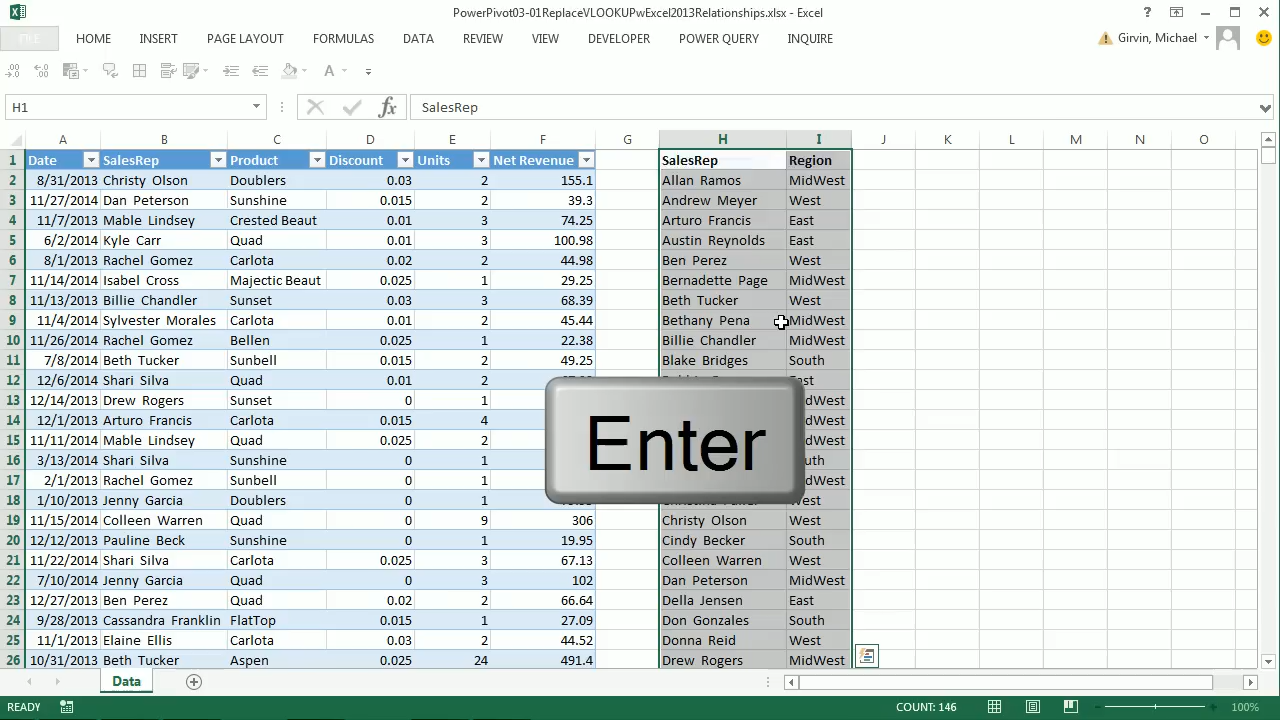 PowerPivot03-01ReplaceVLOOKUPwExcel2013Relationships.xlsx - Excel
FILE HOME INSERT PAGE LAYOUT FORMULAS DATA REVIEW VIEW DEVELOPER POWER QUERY INQUIRE Girvin, Michael
H1 fx SalesRep
A B C D E F G H I J K L M N O
1 Date SalesRep Product Discount Units Net Revenue SalesRep Region
2 8/31/2013 Christy Olson Doublers 0.03 2 155.1 Allan Ramos MidWest
3 11/27/2014 Dan Peterson Sunshine 0.015 2 39.3 Andrew Meyer West
4 11/7/2013 Mable Lindsey Crested Beaut 0.01 3 74.25 Arturo Francis East
5 6/2/2014 Kyle Carr Quad 0.01 3 100.98 Austin Reynolds East
6 8/1/2013 Rachel Gomez Carlota 0.02 2 44.98 Ben Perez West
7 11/14/2014 Isabel Cross Majectic Beaut 0.025 1 29.25 Bernadette Page MidWest
8 11/13/2013 Billie Chandler Sunset 0.03 3 68.39 Beth Tucker West
9 11/4/2014 Sylvester Morales Carlota 0.01 2 45.44 Bethany Pena MidWest
10 11/26/2014 Rachel Gomez Bellen 0.025 1 22.38 Billie Chandler MidWest
11 7/8/2014 Beth Tucker Sunbell 0.015 2 49.25 Blake Bridges South
12 12/6/2014 Shari Silva Quad 0.01 2 East
13 12/14/2013 Drew Rogers Sunset 0 1 dWest
14 12/1/2013 Arturo Francis Carlota 0.015 4 dWest
15 11/11/2014 Mable Lindsey Quad 0.025 2 dWest
16 3/13/2014 Shari Silva Sunshine 0 1 outh
17 2/1/2013 Rachel Gomez Sunbell 0 1 dWest
Enter
18 1/10/2013 Jenny Garcia Doublers 0 1 West
19 11/15/2014 Colleen Warren Quad 0 9 306 Christy Olson West
20 12/12/2013 Pauline Beck Sunshine 0 1 19.95 Cindy Becker South
21 11/22/2014 Shari Silva Carlota 0.025 3 67.13 Colleen Warren West
22 7/10/2014 Jenny Garcia Quad 0 3 102 Dan Peterson MidWest
23 12/27/2013 Ben Perez Quad 0.02 2 66.64 Della Jensen East
24 9/28/2013 Cassandra Franklin FlatTop 0.015 1 27.09 Don Gonzales South
25 11/1/2013 Elaine Ellis Carlota 0.03 2 44.52 Donna Reid West
26 10/31/2013 Beth Tucker Aspen 0.025 24 491.4 Drew Rogers MidWest
Data
READY COUNT: 146 100%